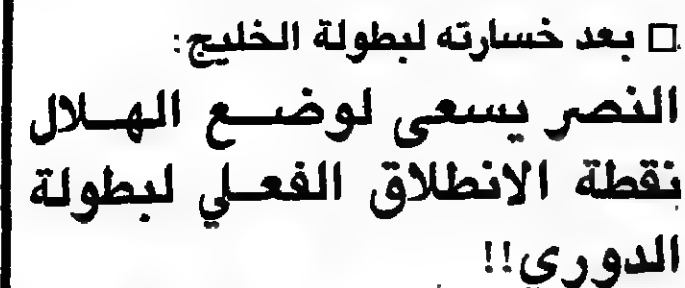 □ بعد خسارته لبطولة الخليج:
النصر يسعى لوضع الهلال
نقطة الانطلاق الفعلي لبطولة
الدوري!!